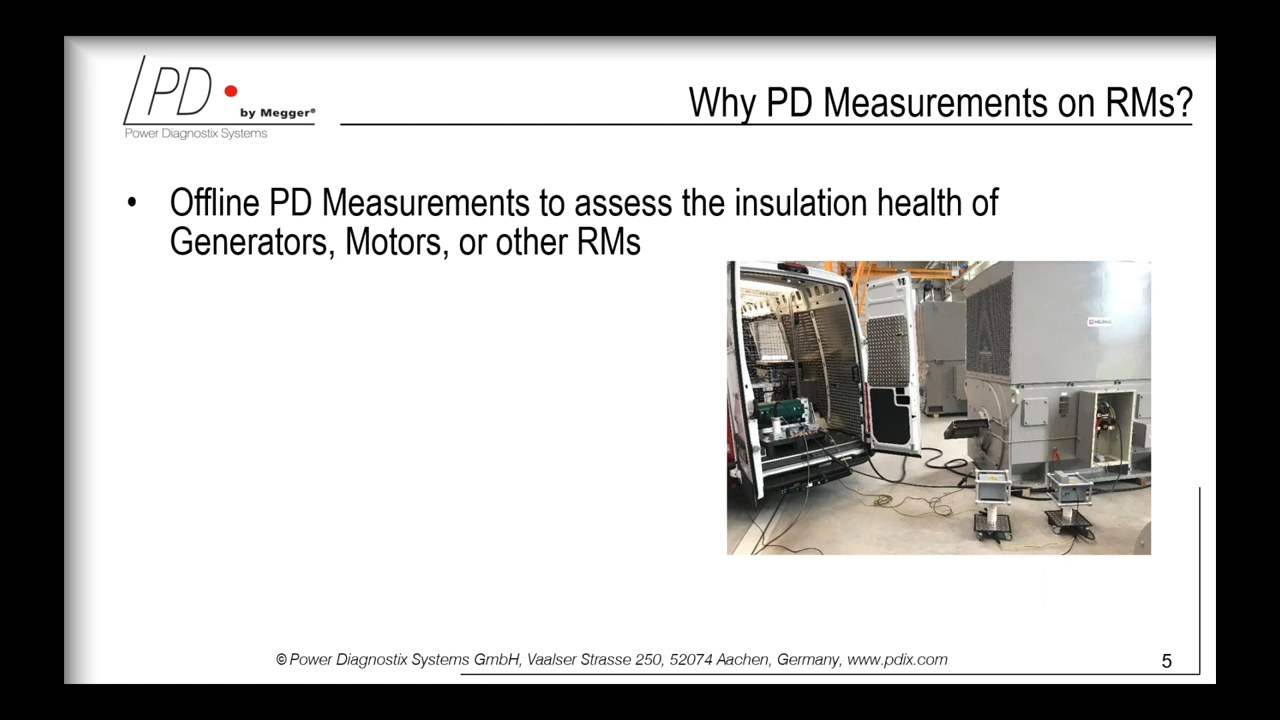 PD
by Megger®
Power Diagnostix Systems
Why PD Measurements on RMs?
• Offline PD Measurements to assess the insulation health of
Generators, Motors, or other RMs
© Power Diagnostix Systems GmbH, Vaalser Strasse 250, 52074 Aachen, Germany, www.pdix.com
5